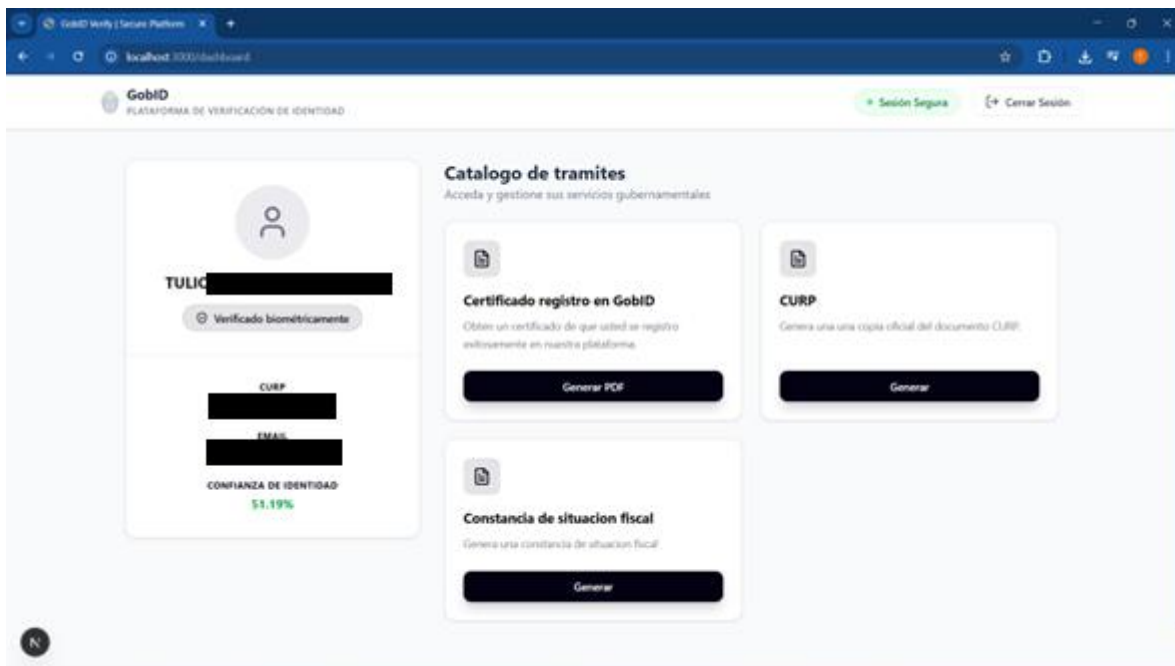 GobID Verify | Secure Platform
localhost:3000/dashboard
GobID
PLATAFORMA DE VERIFICACIÓN DE IDENTIDAD
Sesión Segura
Cerrar Sesión
TULIO
Verificado biométricamente
CURP
EMAIL
CONFIANZA DE IDENTIDAD
51.19%
Catalogo de tramites
Acceda y gestione sus servicios gubernamentales
Certificado registro en GobID
Obten un certificado de que usted se registro
exitosamente en nuestra plataforma.
Generar PDF
CURP
Genera una una copia oficial del documento CURP.
Generar
Constancia de situacion fiscal
Genera una constancia de situacion fiscal
Generar
N